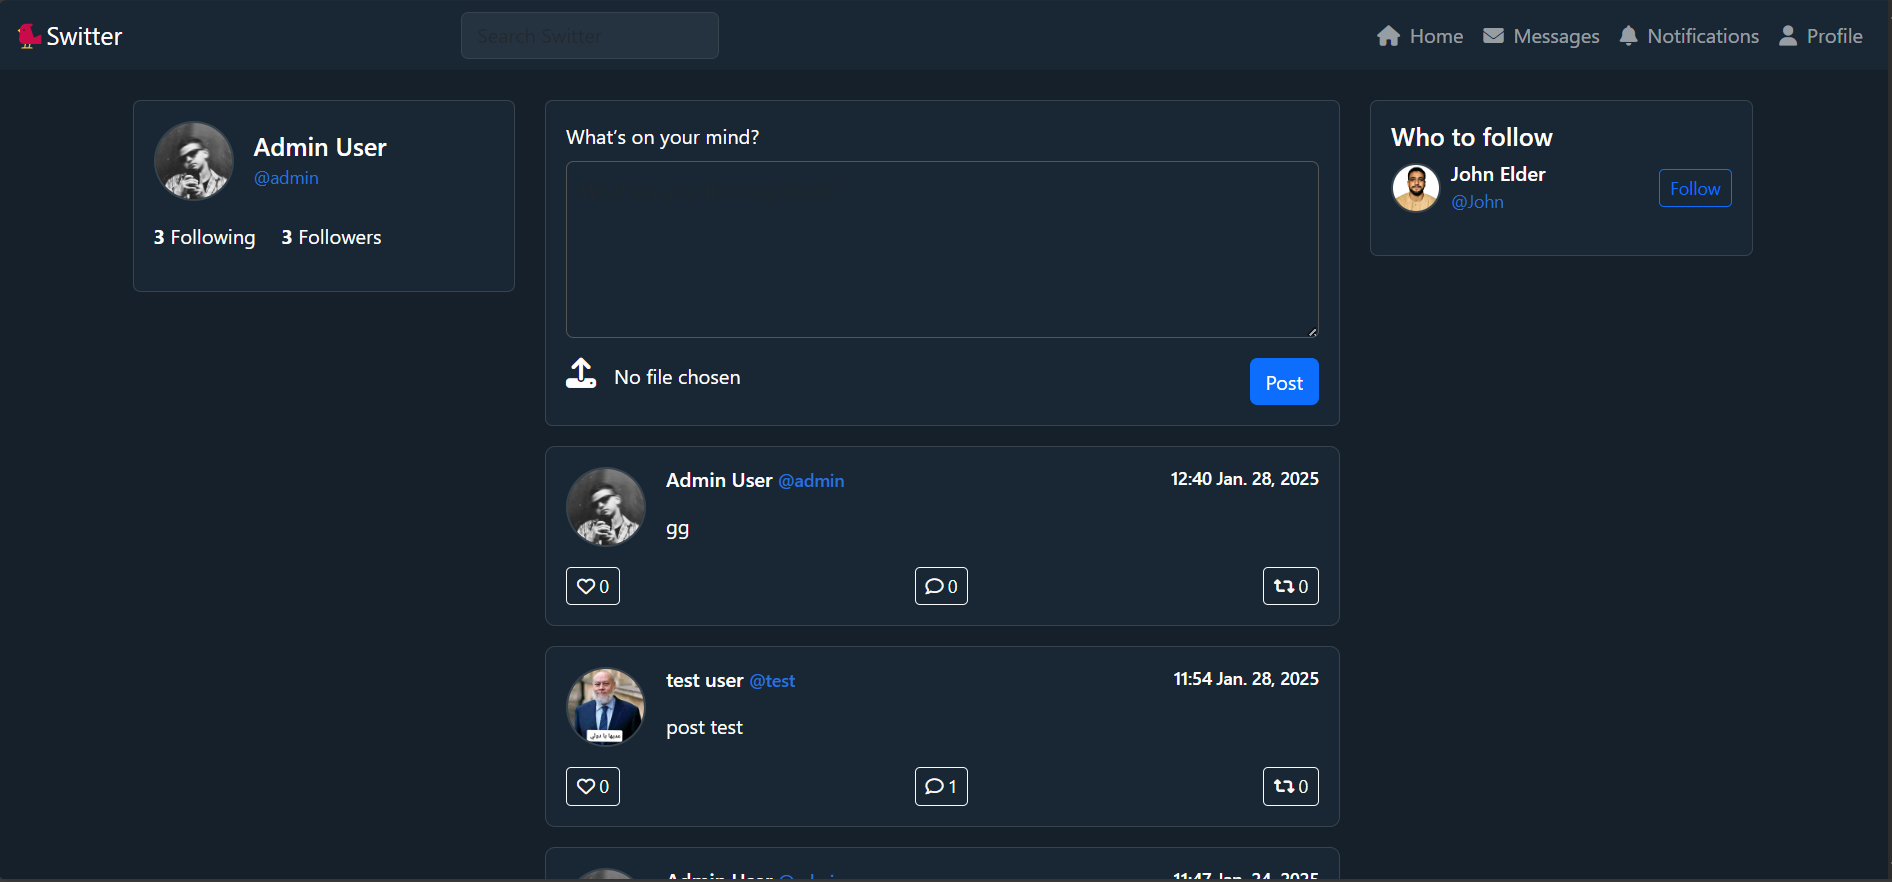 Switter
Search Switter
Home
Messages
Notifications
Profile
Admin User
@admin
3 Following 3 Followers
What's on your mind?
No file chosen
Post
Who to follow
John Elder
@John
Follow
Admin User @admin
12:40 Jan. 28, 2025
gg
0
0
0
test user @test
11:54 Jan. 28, 2025
post test
0
1
0
Admin User @admin
11:47 Jan. 24, 2025